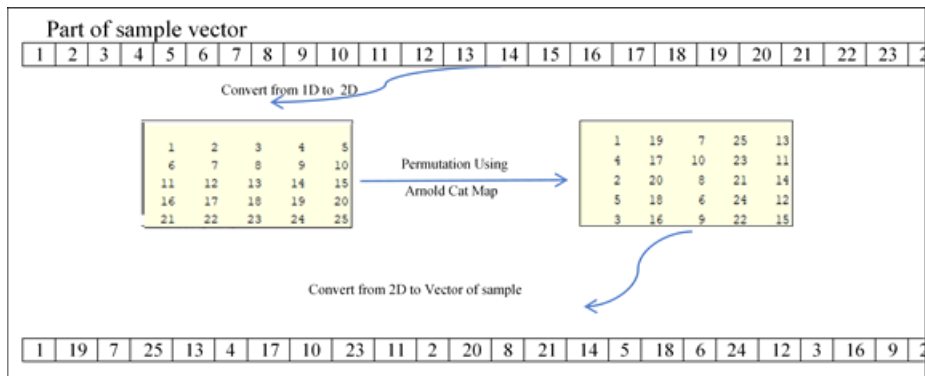 Part of sample vector
1 2 3 4 5 6 7 8 9 10 11 12 13 14 15 16 17 18 19 20 21 22 23
Convert from 1D to 2D
1 2 3 4 5
6 7 8 9 10
11 12 13 14 15
16 17 18 19 20
21 22 23 24 25
Permutation Using
Arnold Cat Map
1 19 7 25 13
4 17 10 23 11
2 20 8 21 14
5 18 6 24 12
3 16 9 22 15
Convert from 2D to Vector of sample
1 19 7 25 13 4 17 10 23 11 2 20 8 21 14 5 18 6 24 12 3 16 9